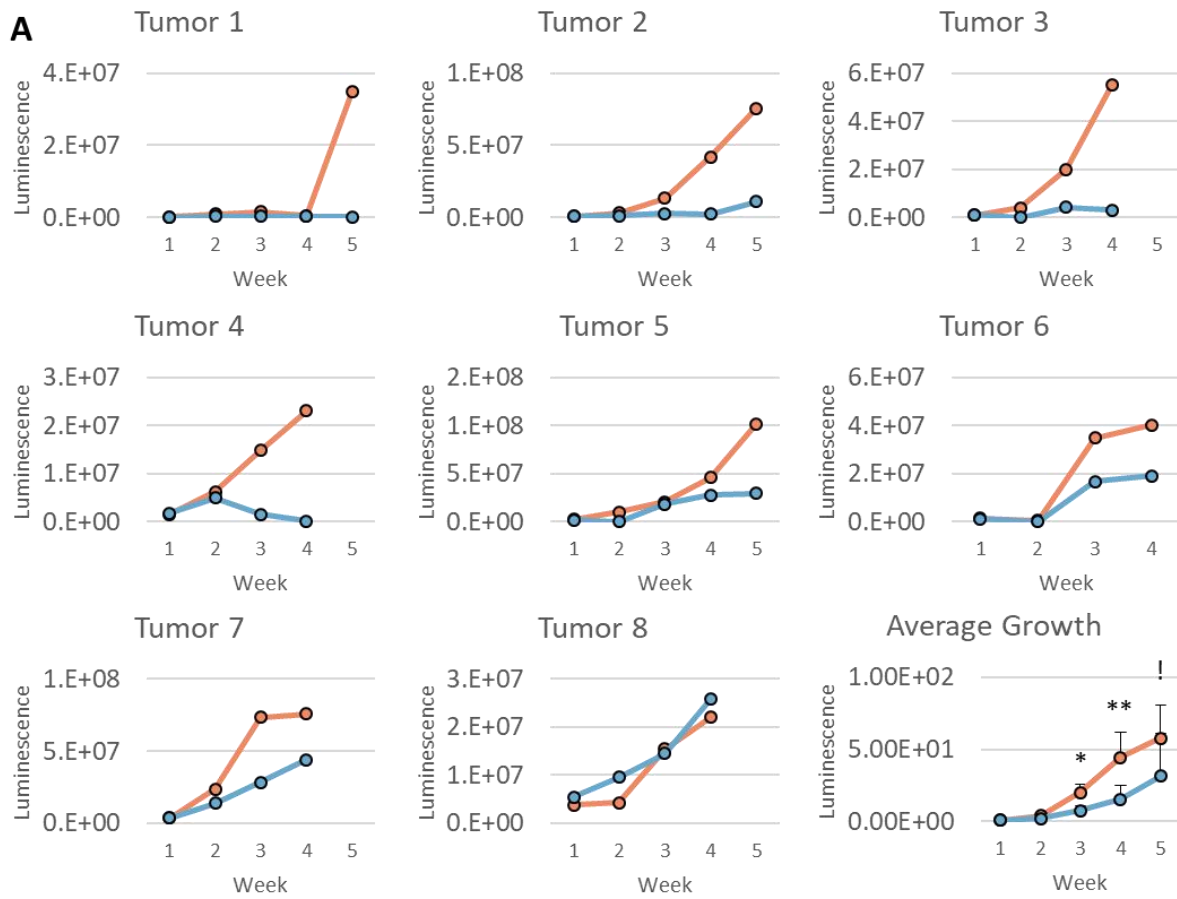 A
Tumor 1
Luminescence
4.E+07
2.E+07
0.E+00
1 2 3 4 5
Week
Tumor 2
Luminescence
1.E+08
5.E+07
0.E+00
1 2 3 4 5
Week
Tumor 3
Luminescence
6.E+07
4.E+07
2.E+07
0.E+00
1 2 3 4 5
Week
Tumor 4
Luminescence
3.E+07
2.E+07
1.E+07
0.E+00
1 2 3 4 5
Week
Tumor 5
Luminescence
2.E+08
1.E+08
5.E+07
0.E+00
1 2 3 4 5
Week
Tumor 6
Luminescence
6.E+07
4.E+07
2.E+07
0.E+00
1 2 3 4
Week
Tumor 7
Luminescence
1.E+08
5.E+07
0.E+00
1 2 3 4
Week
Tumor 8
Luminescence
3.E+07
2.E+07
1.E+07
0.E+00
1 2 3 4
Week
Average Growth
Luminescence
1.00E+02
5.00E+01
0.00E+00
* ** !
1 2 3 4 5
Week